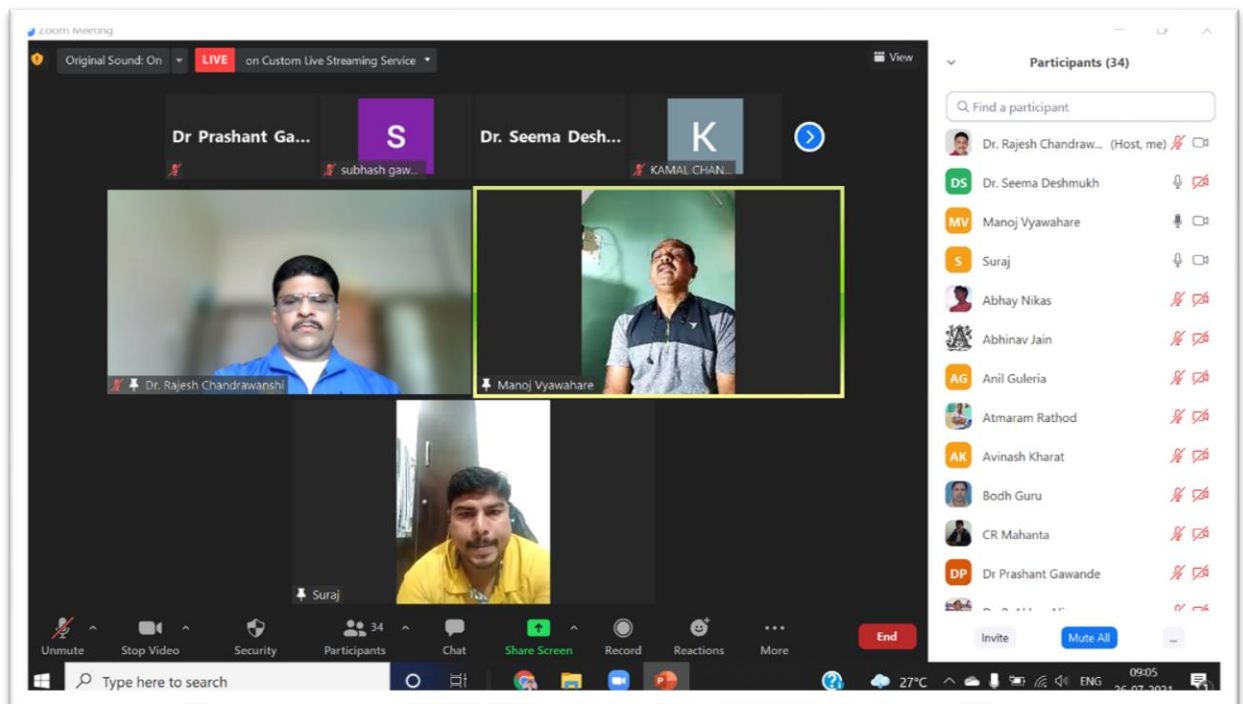 Zoom Meeting
Original Sound: On
LIVE on Custom Live Streaming Service
View
Dr Prashant Ga...
S
subhash gaw...
Dr. Seema Desh...
K
KAMAL CHAN...
Dr. Rajesh Chandrawanshi
Manoj Vyawahare
Suraj
Participants (34)
Find a participant
Dr. Rajesh Chandraw... (Host, me)
DS Dr. Seema Deshmukh
MV Manoj Vyawahare
S Suraj
Abhay Nikas
Abhinav Jain
AG Anil Guleria
Atmaram Rathod
AK Avinash Kharat
Bodh Guru
CR Mahanta
DP Dr Prashant Gawande
Invite Mute All ...
Unmute
Stop Video
Security
34
Participants
Chat
Share Screen
Record
Reactions
More
End
Type here to search
27°C
ENG
09:05
26-07-2021